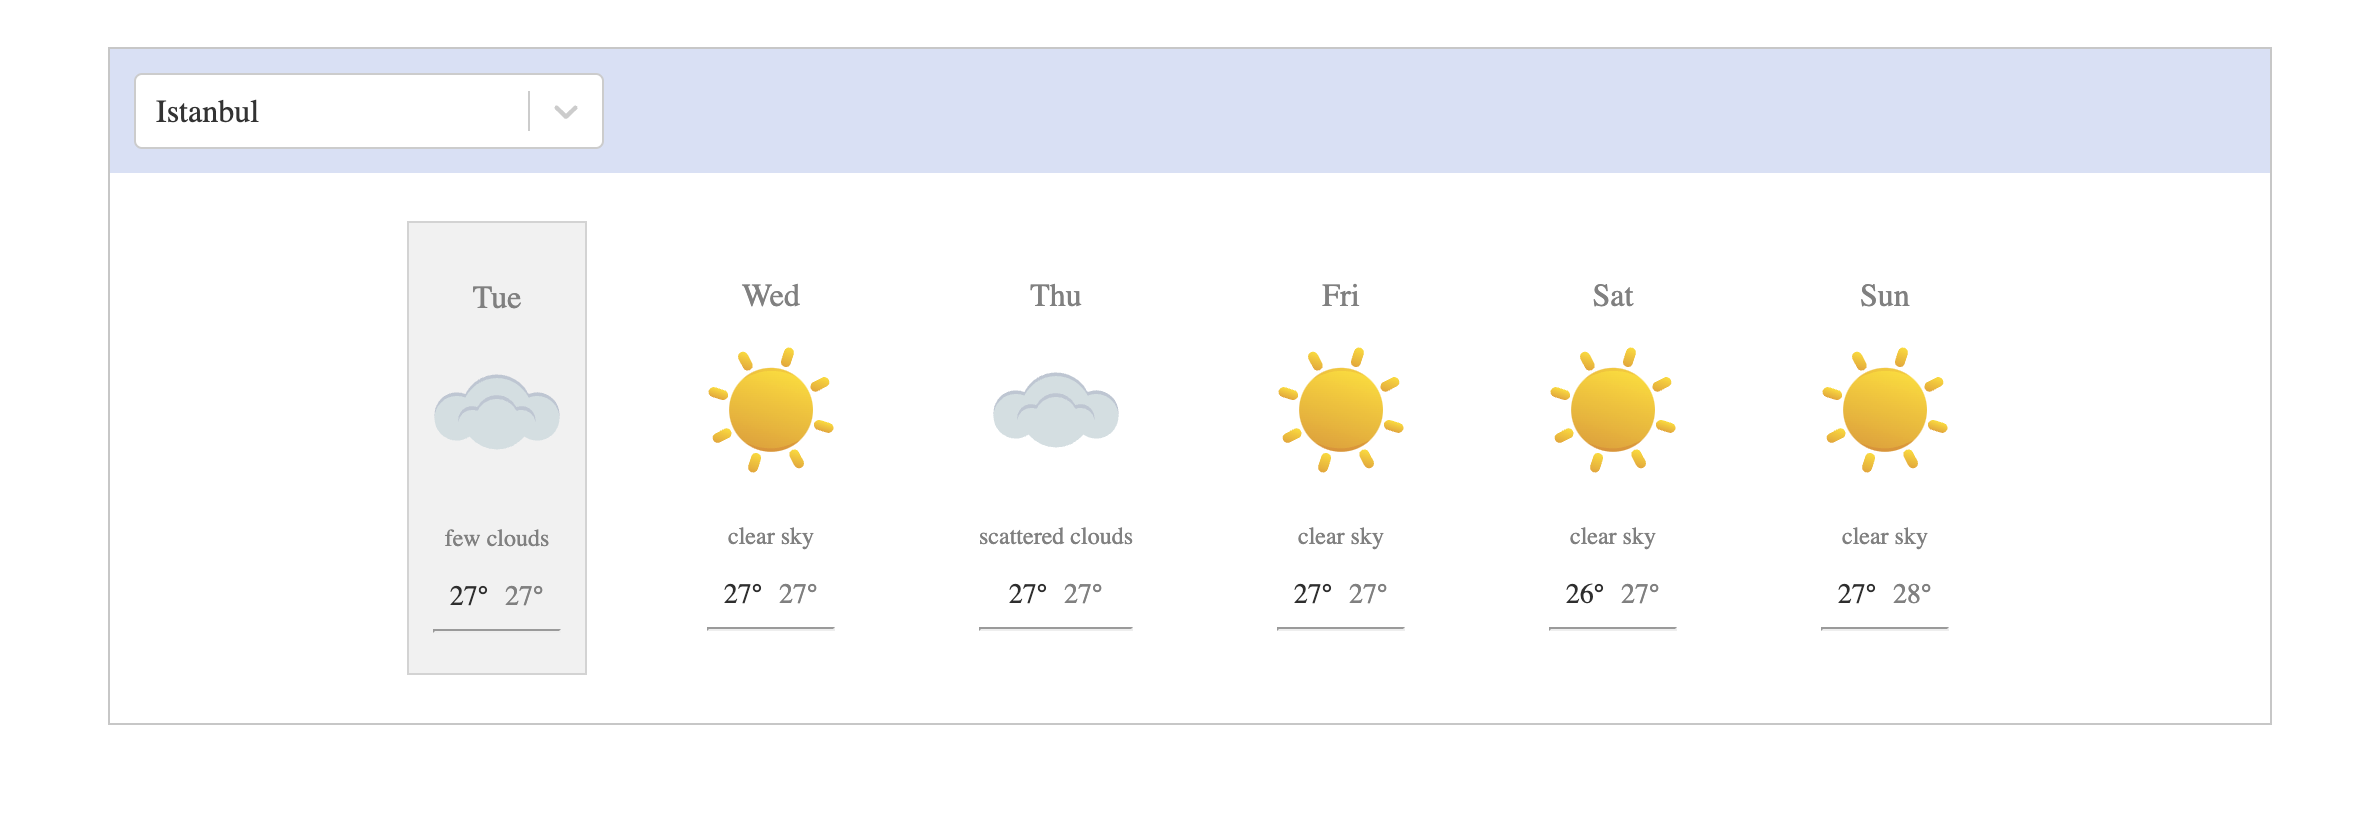 Istanbul
Tue
few clouds
27° 27°
Wed
clear sky
27° 27°
Thu
scattered clouds
27° 27°
Fri
clear sky
27° 27°
Sat
clear sky
26° 27°
Sun
clear sky
27° 28°